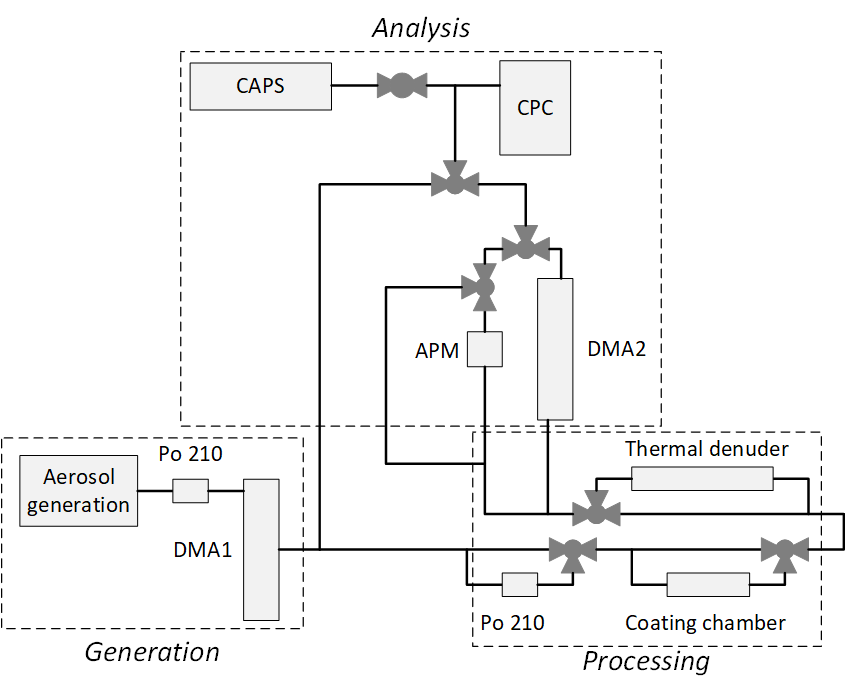 Analysis
CAPS
CPC
APM
DMA2
Po 210
Aerosol
generation
DMA1
Generation
Thermal denuder
Po 210
Coating chamber
Processing